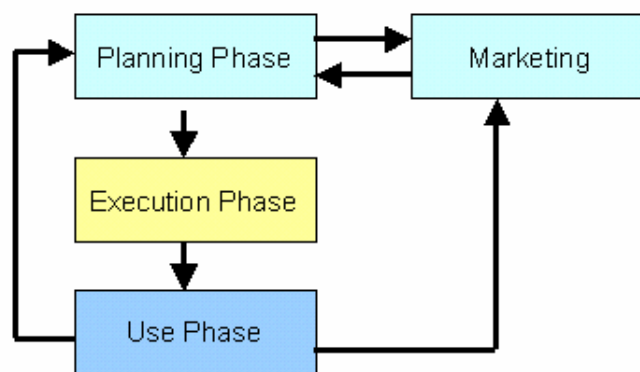 Planning Phase
Marketing
Execution Phase
Use Phase